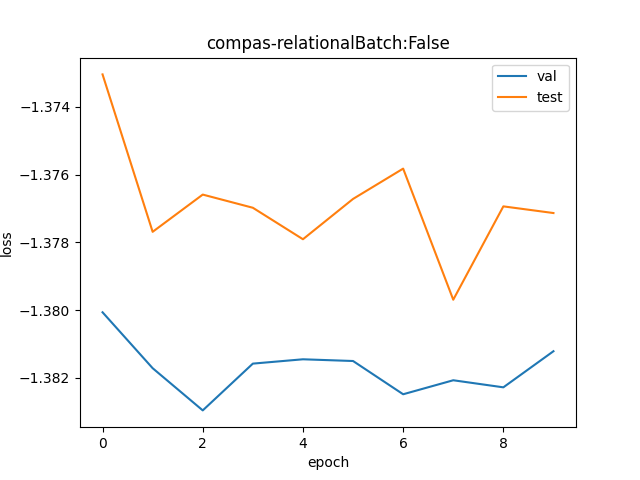 compas-relationalBatch:False
val
test
−1.374
−1.376
−1.378
−1.380
−1.382
loss
0
2
4
6
8
epoch